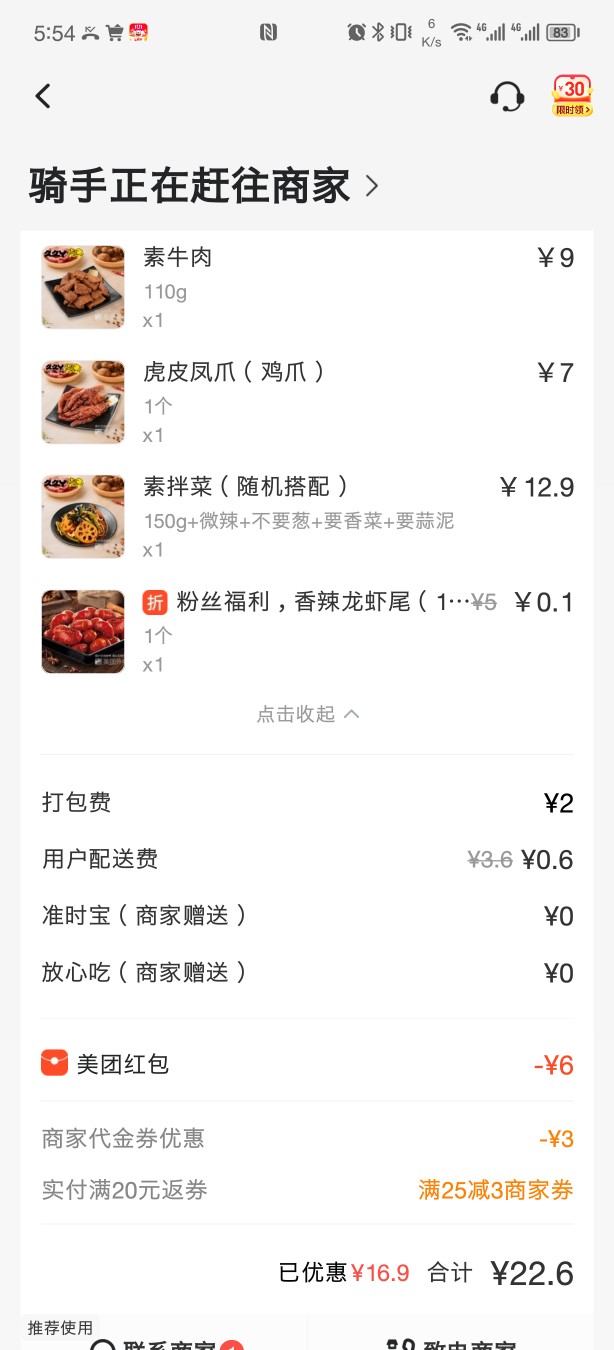 5:54
6
K/s
4G
4G
83
¥30
限时领>
骑手正在赶往商家
素牛肉
¥9
110g
x1
虎皮凤爪（鸡爪）
¥7
1个
x1
素拌菜（随机搭配）
¥12.9
150g+微辣+不要葱+要香菜+要蒜泥
x1
折 粉丝福利，香辣龙虾尾（1… ¥5 ¥0.1
1个
x1
点击收起
打包费 ¥2
用户配送费 ¥3.6 ¥0.6
准时宝（商家赠送） ¥0
放心吃（商家赠送） ¥0
美团红包 -¥6
商家代金券优惠 -¥3
实付满20元返券 满25减3商家券
已优惠¥16.9 合计 ¥22.6
推荐使用
联系商家 致电商家